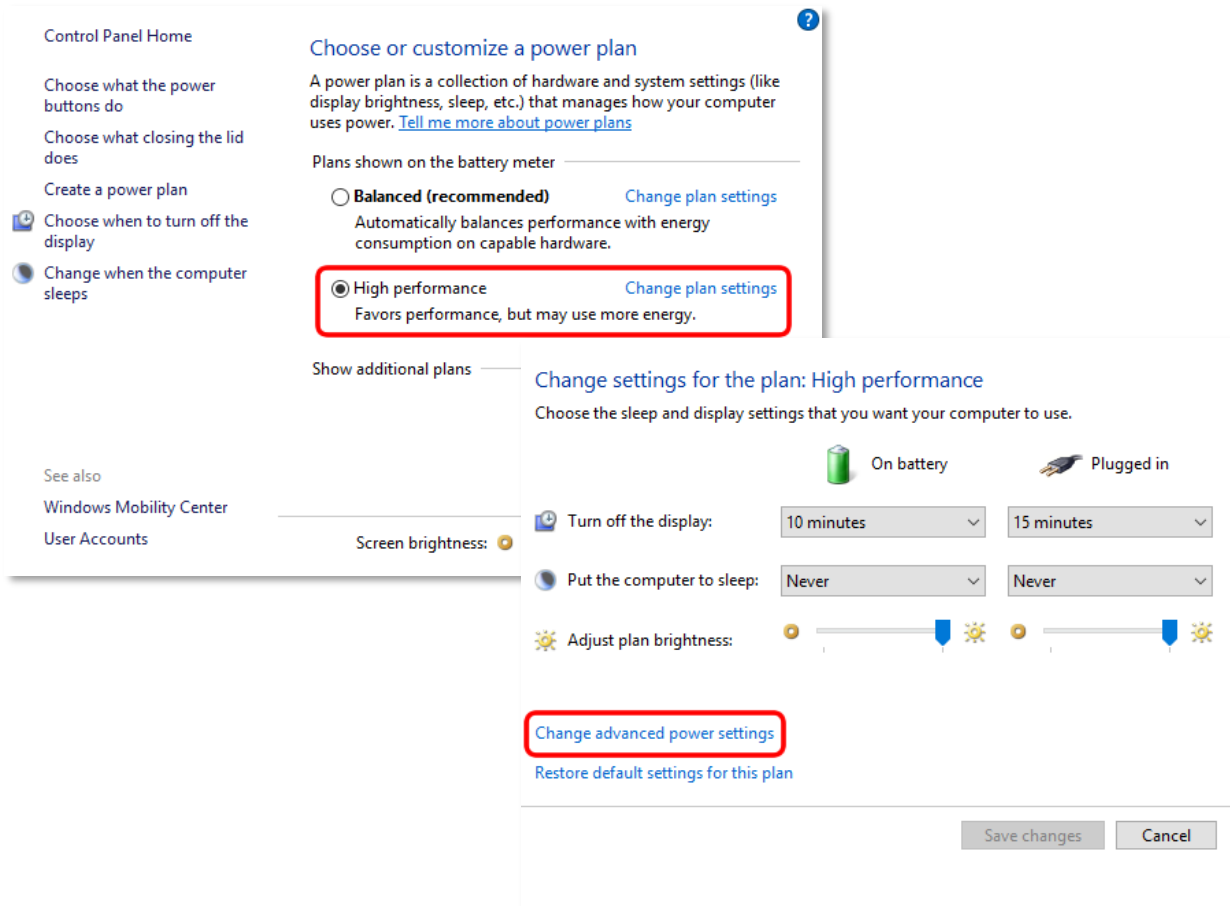 Control Panel Home
Choose what the power
buttons do
Choose what closing the lid
does
Create a power plan
Choose when to turn off the
display
Change when the computer
sleeps
See also
Windows Mobility Center
User Accounts
?
Choose or customize a power plan
A power plan is a collection of hardware and system settings (like
display brightness, sleep, etc.) that manages how your computer
uses power. Tell me more about power plans
Plans shown on the battery meter
Balanced (recommended) Change plan settings
Automatically balances performance with energy
consumption on capable hardware.
High performance Change plan settings
Favors performance, but may use more energy.
Show additional plans
Screen brightness:
Change settings for the plan: High performance
Choose the sleep and display settings that you want your computer to use.
On battery Plugged in
Turn off the display: 10 minutes 15 minutes
Put the computer to sleep: Never Never
Adjust plan brightness:
Change advanced power settings
Restore default settings for this plan
Save changes Cancel